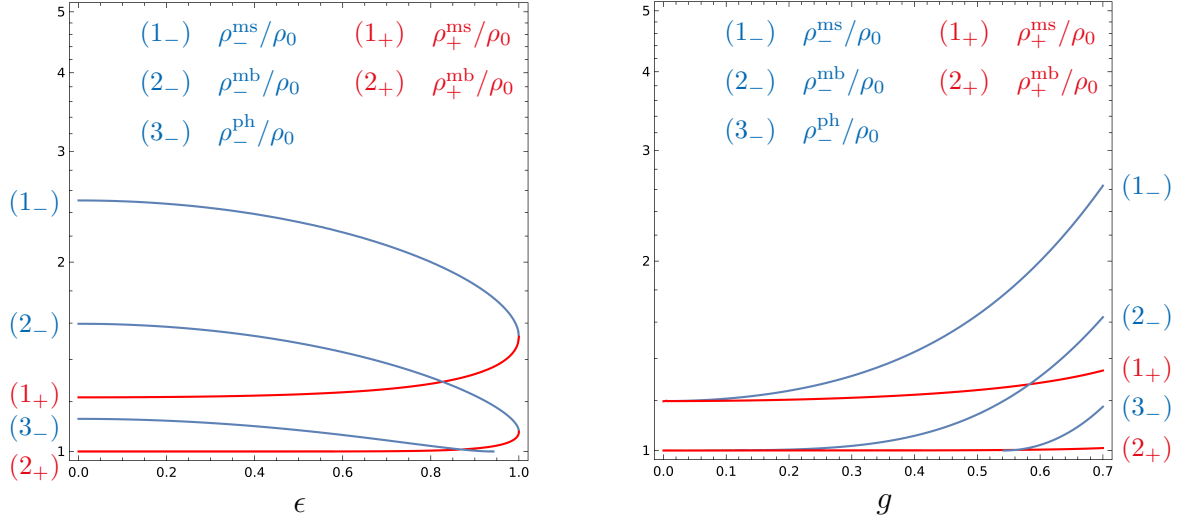 (1₋) ρ₋^ms/ρ₀ (1₊) ρ₊^ms/ρ₀
(2₋) ρ₋^mb/ρ₀ (2₊) ρ₊^mb/ρ₀
(3₋) ρ₋^ph/ρ₀
5
4
3
2
1
(1₋)
(2₋)
(1₊)
(3₋)
(2₊)
0.0 0.2 0.4 0.6 0.8 1.0
ϵ
(1₋) ρ₋^ms/ρ₀ (1₊) ρ₊^ms/ρ₀
(2₋) ρ₋^mb/ρ₀ (2₊) ρ₊^mb/ρ₀
(3₋) ρ₋^ph/ρ₀
5
4
3
2
1
(1₋)
(2₋)
(1₊)
(3₋)
(2₊)
0.0 0.1 0.2 0.3 0.4 0.5 0.6 0.7
g